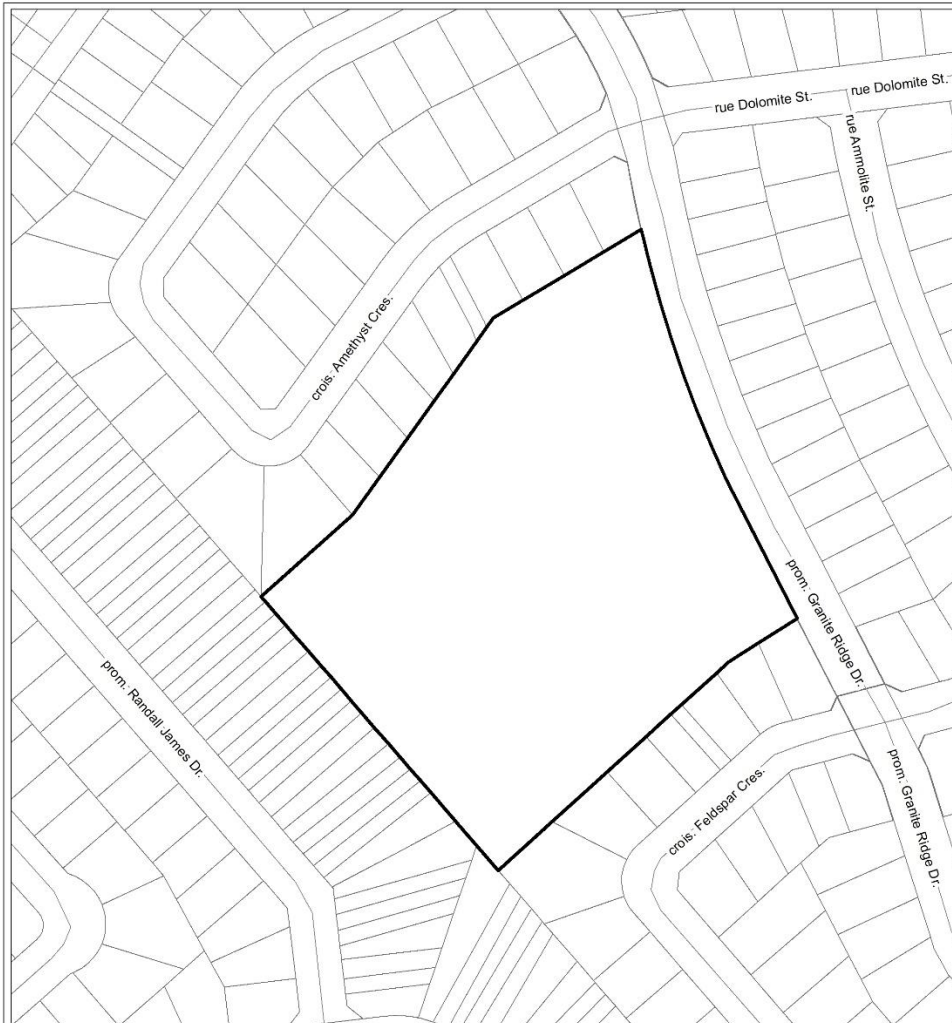 rue Dolomite St.
rue Dolomite St.
rue Ammolite St.
crois. Amethyst Cres.
prom. Granite Ridge Dr.
prom. Randall James Dr.
crois. Feldspar Cres.
prom. Granite Ridge Dr.